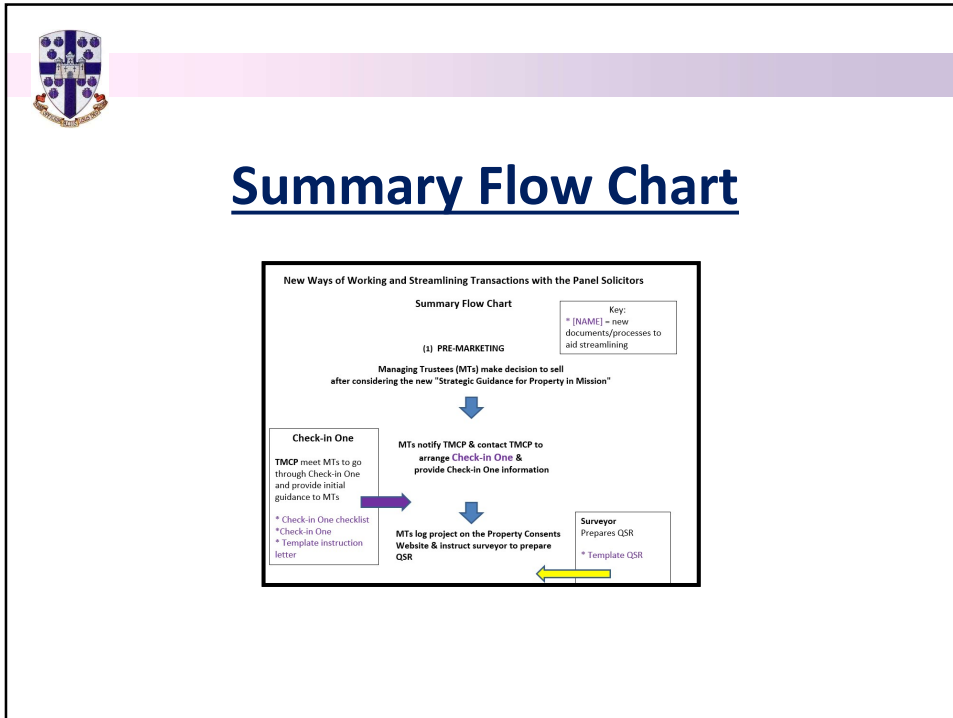 Summary Flow Chart
New Ways of Working and Streamlining Transactions with the Panel Solicitors
Summary Flow Chart
Key:
* [NAME] = new
documents/processes to
aid streamlining
(1) PRE-MARKETING
Managing Trustees (MTs) make decision to sell
after considering the new "Strategic Guidance for Property in Mission"
Check-in One
TMCP meet MTs to go
through Check-in One
and provide initial
guidance to MTs
* Check-in One checklist
*Check-in One
* Template instruction
letter
MTs notify TMCP & contact TMCP to
arrange Check-in One &
provide Check-in One information
MTs log project on the Property Consents
Website & instruct surveyor to prepare
QSR
Surveyor
Prepares QSR
* Template QSR